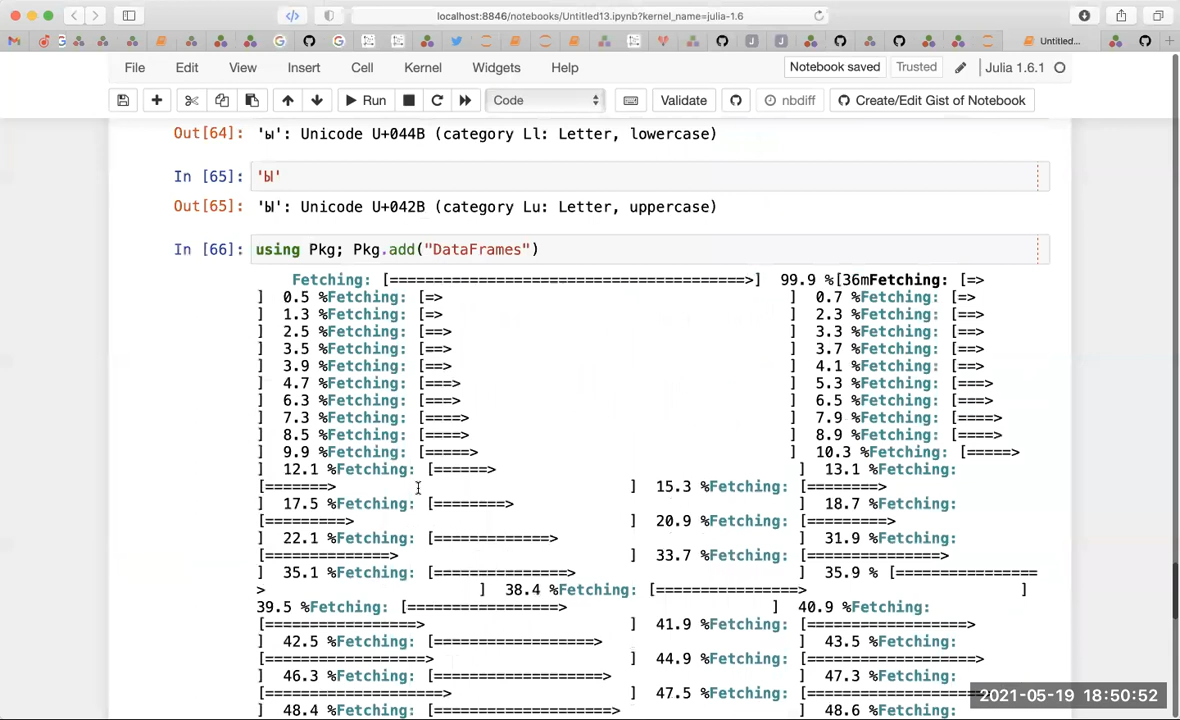 localhost:8846/notebooks/Untitled13.ipynb?kernel_name=julia-1.6
Untitled...
File Edit View Insert Cell Kernel Widgets Help Notebook saved Trusted Julia 1.6.1
Run Code Validate nbdiff Create/Edit Gist of Notebook
Out[64]: 'ы': Unicode U+044B (category Ll: Letter, lowercase)
In [65]: 'Ы'
Out[65]: 'Ы': Unicode U+042B (category Lu: Letter, uppercase)
In [66]: using Pkg; Pkg.add("DataFrames")
Fetching: [========================================>] 99.9 %[36mFetching: [=>
] 0.5 %Fetching: [=> ] 0.7 %Fetching: [=>
] 1.3 %Fetching: [=> ] 2.3 %Fetching: [=>
] 2.5 %Fetching: [==> ] 3.3 %Fetching: [==>
] 3.5 %Fetching: [==> ] 3.7 %Fetching: [==>
] 3.9 %Fetching: [==> ] 4.1 %Fetching: [==>
] 4.7 %Fetching: [===> ] 5.3 %Fetching: [===>
] 6.3 %Fetching: [===> ] 6.5 %Fetching: [===>
] 7.3 %Fetching: [====> ] 7.9 %Fetching: [====>
] 8.5 %Fetching: [====> ] 8.9 %Fetching: [====>
] 9.9 %Fetching: [=====> ] 10.3 %Fetching: [=====>
] 12.1 %Fetching: [======> ] 13.1 %Fetching:
[=======> ] 15.3 %Fetching: [========>
] 17.5 %Fetching: [========> ] 18.7 %Fetching:
[=========> ] 20.9 %Fetching: [=========>
] 22.1 %Fetching: [=============> ] 31.9 %Fetching:
[==============> ] 33.7 %Fetching: [===============>
] 35.1 %Fetching: [===============> ] 35.9 % [================
> ] 38.4 %Fetching: [================> ]
39.5 %Fetching: [=================> ] 40.9 %Fetching:
[=================> ] 41.9 %Fetching: [==================>
] 42.5 %Fetching: [==================> ] 43.5 %Fetching:
[==================> ] 44.9 %Fetching: [===================>
] 46.3 %Fetching: [===================> ] 47.3 %Fetching:
[====================> ] 47.5 %Fetching: [====================>
] 48.4 %Fetching: [====================> ] 48.6 %Fetching:
2021-05-19 18:50:52